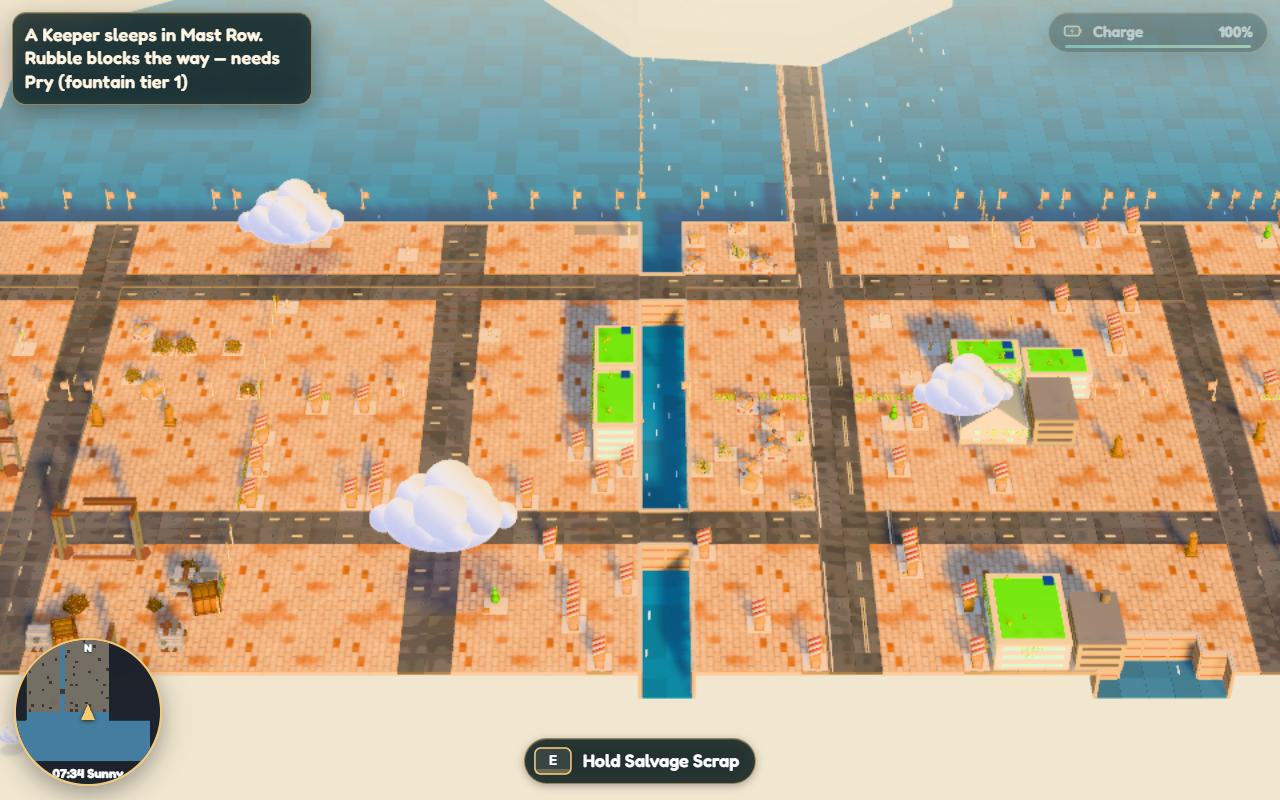 A Keeper sleeps in Mast Row.
Rubble blocks the way — needs
Pry (fountain tier 1)
Charge 100%
N
07:34 Sunny
E Hold Salvage Scrap